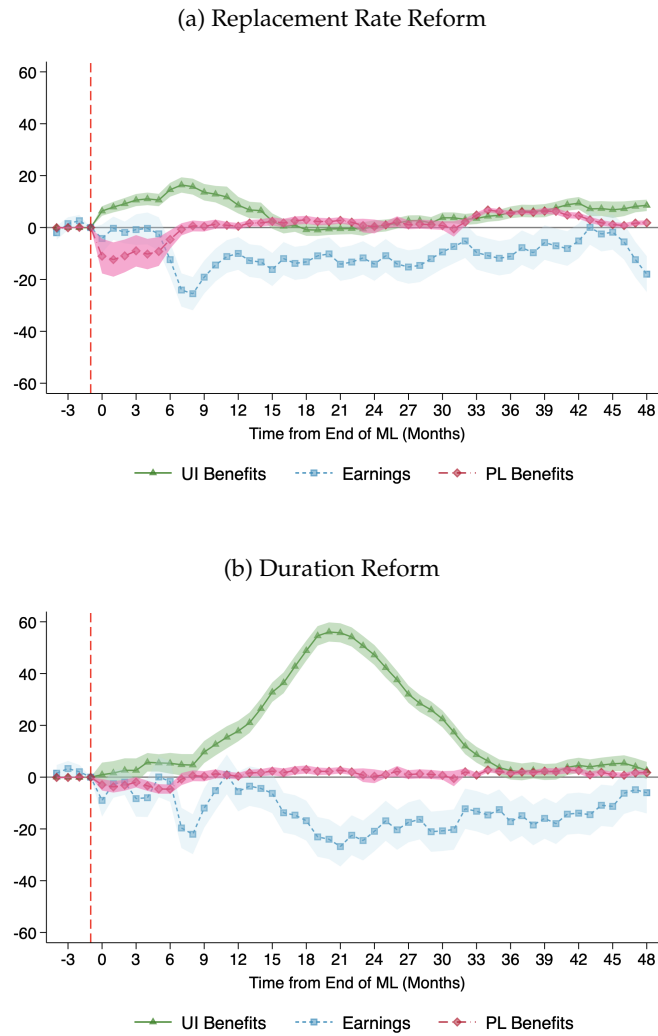 (a) Replacement Rate Reform
60
40
20
0
-20
-40
-60
-3 0 3 6 9 12 15 18 21 24 27 30 33 36 39 42 45 48
Time from End of ML (Months)
UI Benefits Earnings PL Benefits
(b) Duration Reform
60
40
20
0
-20
-40
-60
-3 0 3 6 9 12 15 18 21 24 27 30 33 36 39 42 45 48
Time from End of ML (Months)
UI Benefits Earnings PL Benefits